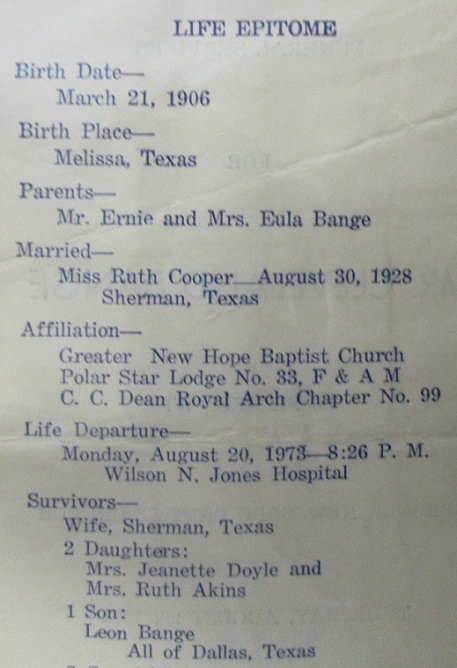 LIFE EPITOME
Birth Date—
March 21, 1906
Birth Place—
Melissa, Texas
Parents—
Mr. Ernie and Mrs. Eula Bange
Married—
Miss Ruth Cooper—August 30, 1928
Sherman, Texas
Affiliation—
Greater New Hope Baptist Church
Polar Star Lodge No. 33, F & A M
C. C. Dean Royal Arch Chapter No. 99
Life Departure—
Monday, August 20, 1973—8:26 P. M.
Wilson N. Jones Hospital
Survivors—
Wife, Sherman, Texas
2 Daughters:
Mrs. Jeanette Doyle and
Mrs. Ruth Akins
1 Son:
Leon Bange
All of Dallas, Texas